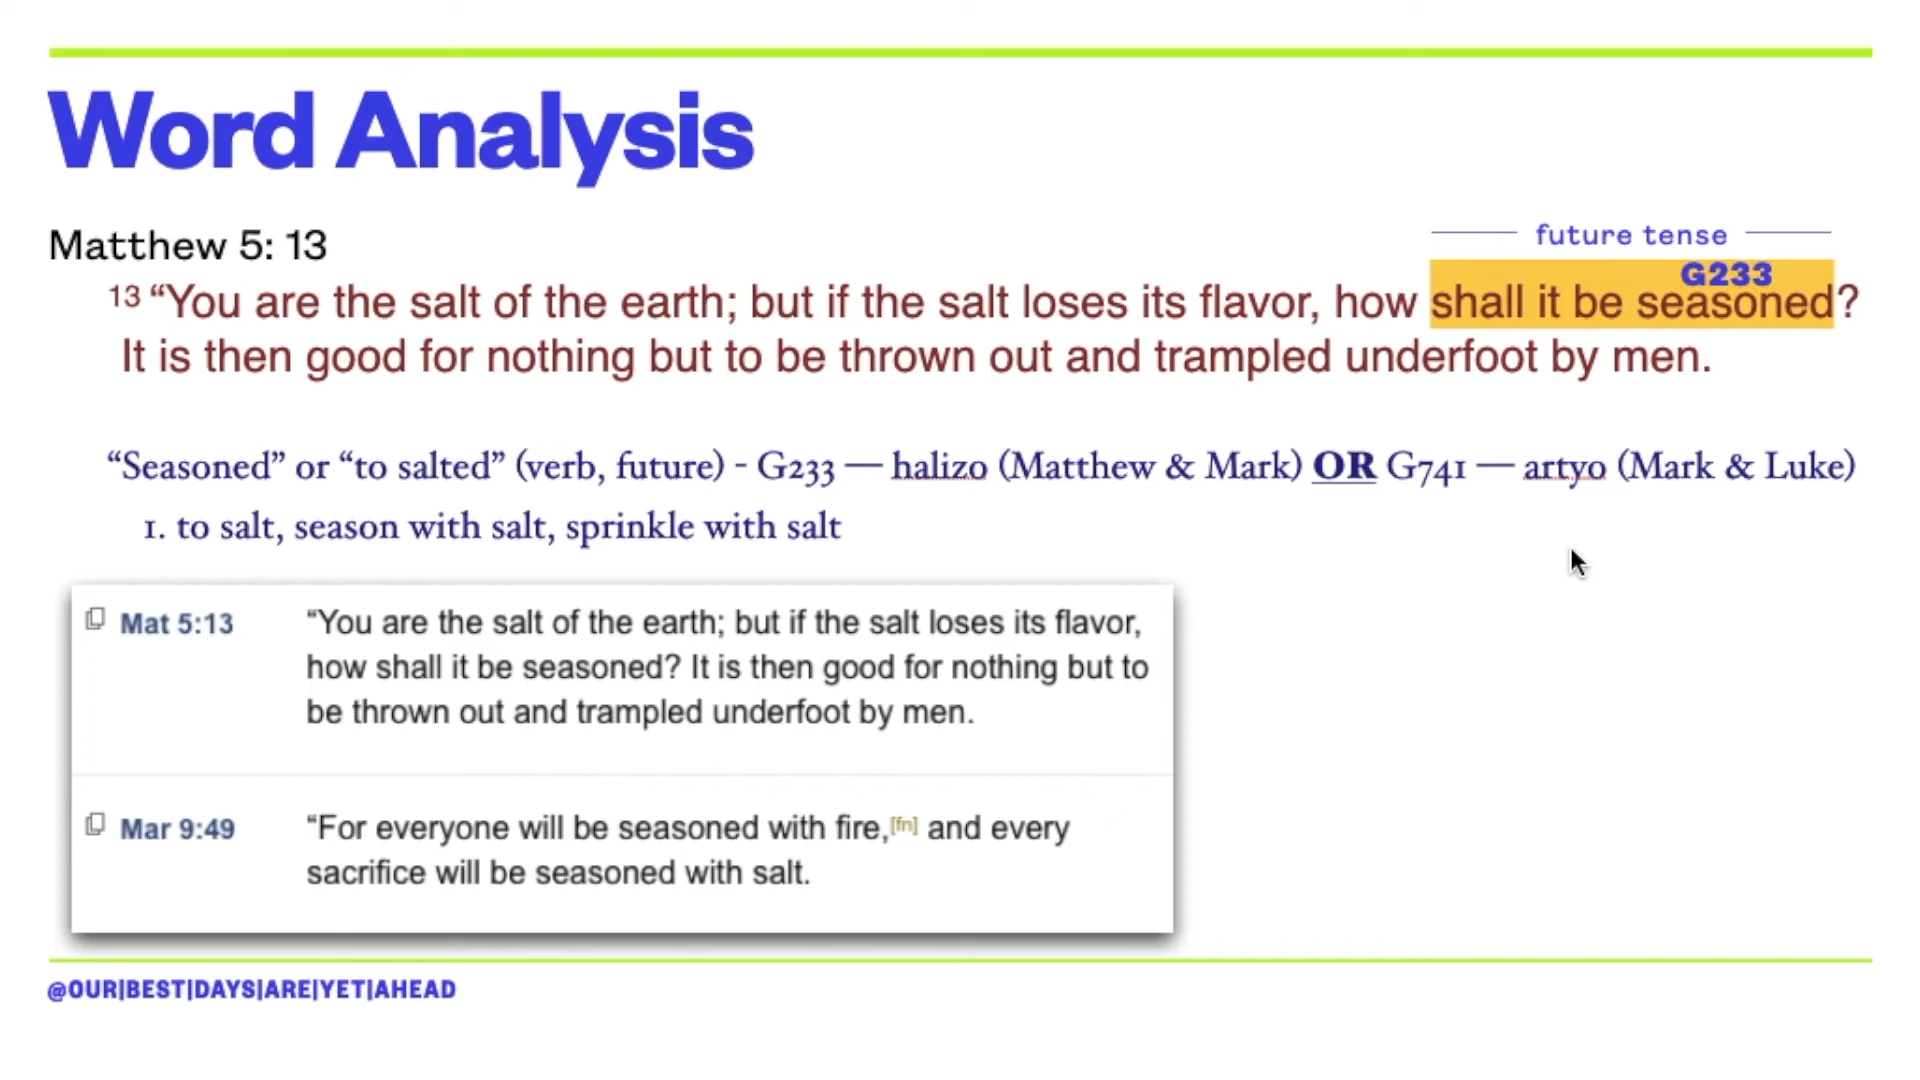 Word Analysis
Matthew 5: 13
future tense
G233
13 “You are the salt of the earth; but if the salt loses its flavor, how shall it be seasoned?
It is then good for nothing but to be thrown out and trampled underfoot by men.
“Seasoned” or “to salted” (verb, future) - G233 — halizo (Matthew & Mark) OR G741 — artyo (Mark & Luke)
1. to salt, season with salt, sprinkle with salt
Mat 5:13 “You are the salt of the earth; but if the salt loses its flavor,
how shall it be seasoned? It is then good for nothing but to
be thrown out and trampled underfoot by men.
Mar 9:49 “For everyone will be seasoned with fire,[fn] and every
sacrifice will be seasoned with salt.
@OUR|BEST|DAYS|ARE|YET|AHEAD